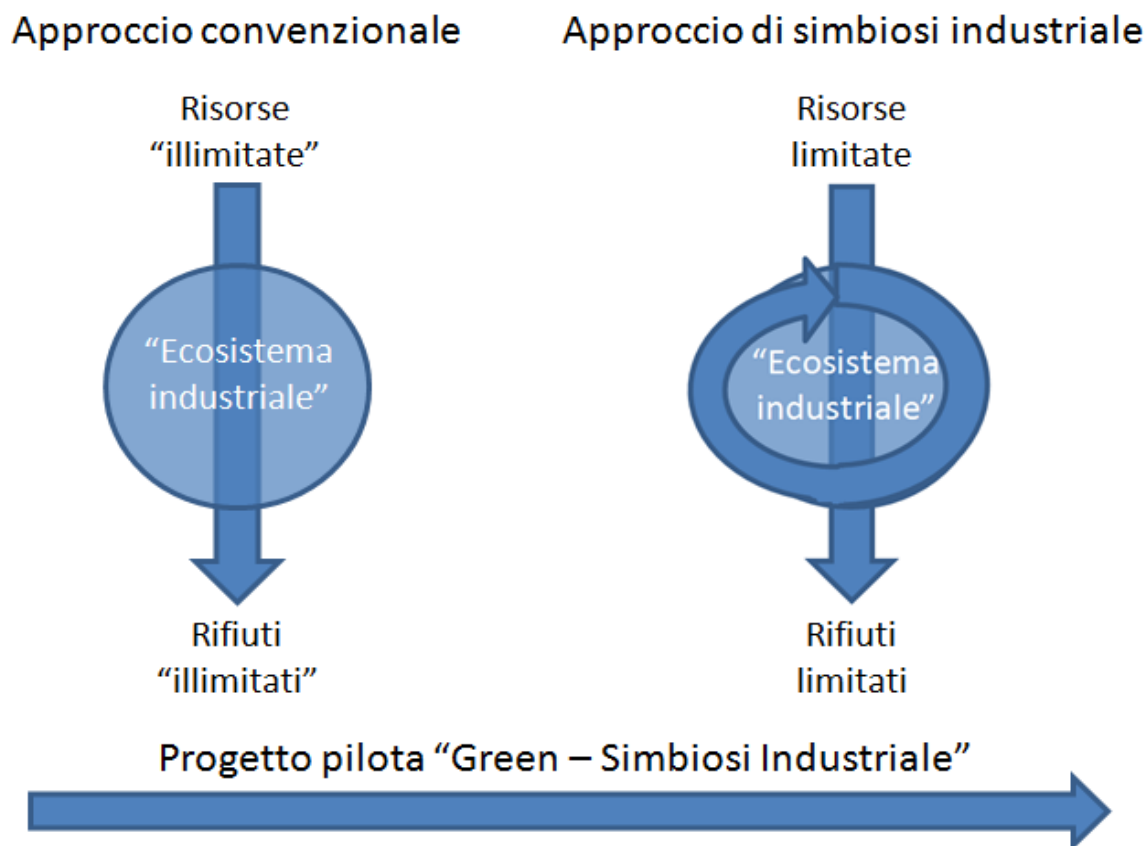 Approccio convenzionale
Risorse
“illimitate”
“Ecosistema
industriale”
Rifiuti
“illimitati”
Approccio di simbiosi industriale
Risorse
limitate
“Ecosistema
industriale”
Rifiuti
limitati
Progetto pilota “Green – Simbiosi Industriale”